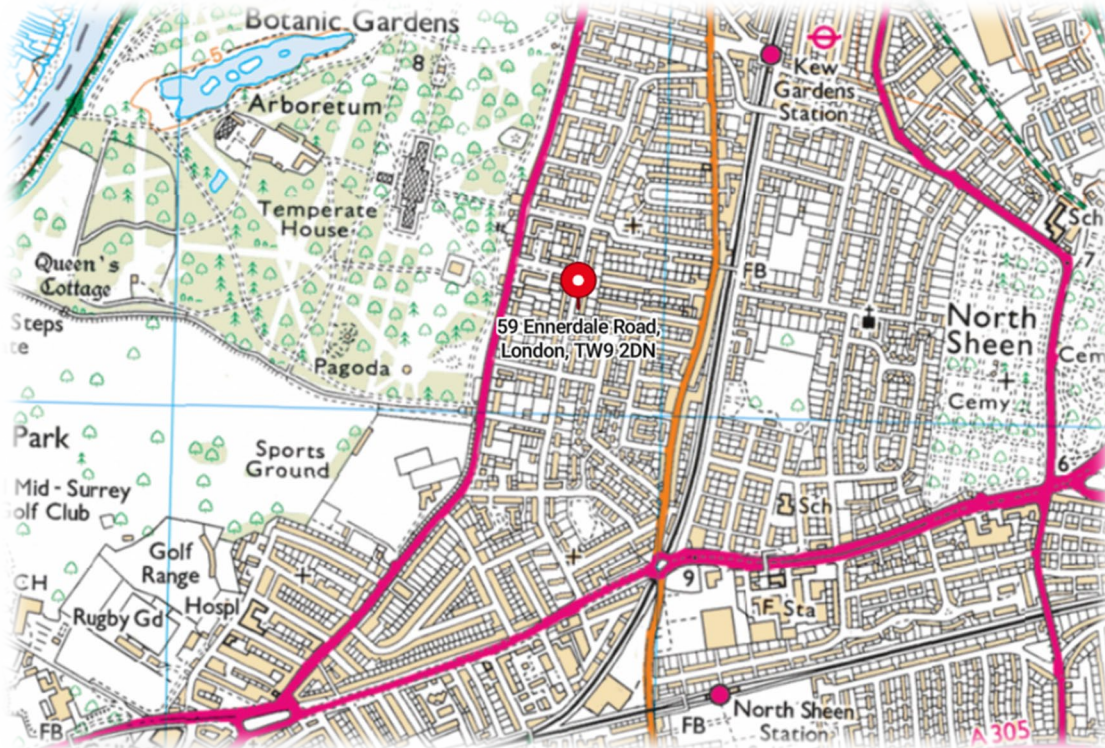 Botanic Gardens
5
8
Kew
Gardens
Station
Arboretum
Temperate
House
Sch
7
Queen's
Cottage
FB
59 Ennerdale Road,
London, TW9 2DN
Steps
te
North
Sheen
Pagoda
Cem
Cemy
Park
Sports
Ground
6
Mid - Surrey
Golf Club
Sch
Golf
Range
9
CH
Rugby Gd
Hospl
F Sta
FB
FB
North Sheen
Station
A 305